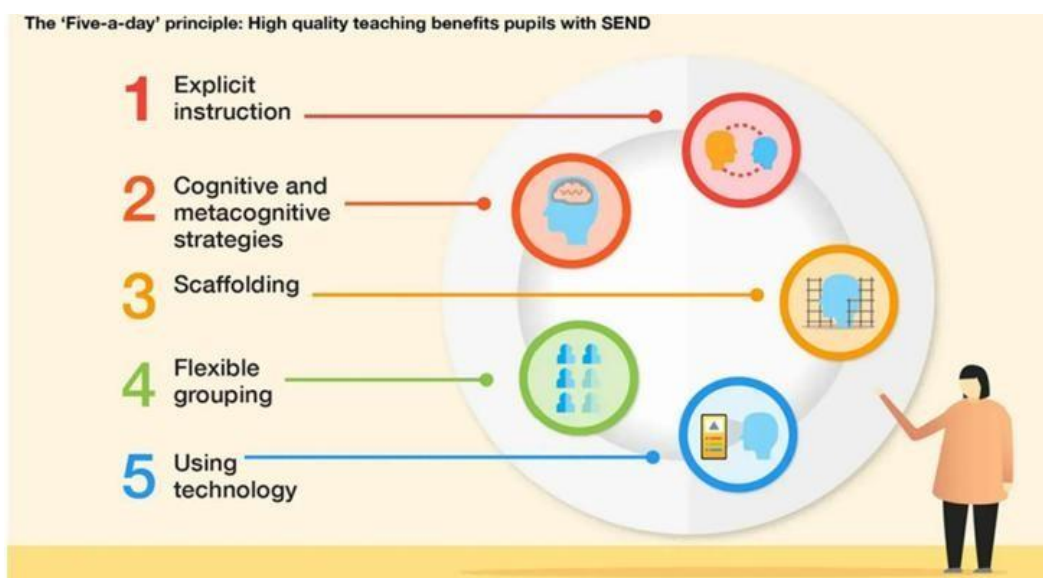 The 'Five-a-day' principle: High quality teaching benefits pupils with SEND
1 Explicit
instruction
2 Cognitive and
metacognitive
strategies
3 Scaffolding
4 Flexible
grouping
5 Using
technology